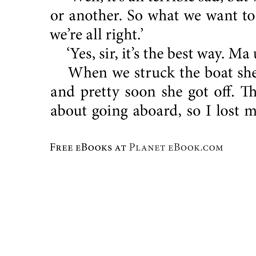 or another. So what we want to
we’re all right.’
‘Yes, sir, it’s the best way. Ma
When we struck the boat she
and pretty soon she got off. Th
about going aboard, so I lost m
Free eBooks at Planet eBook.com